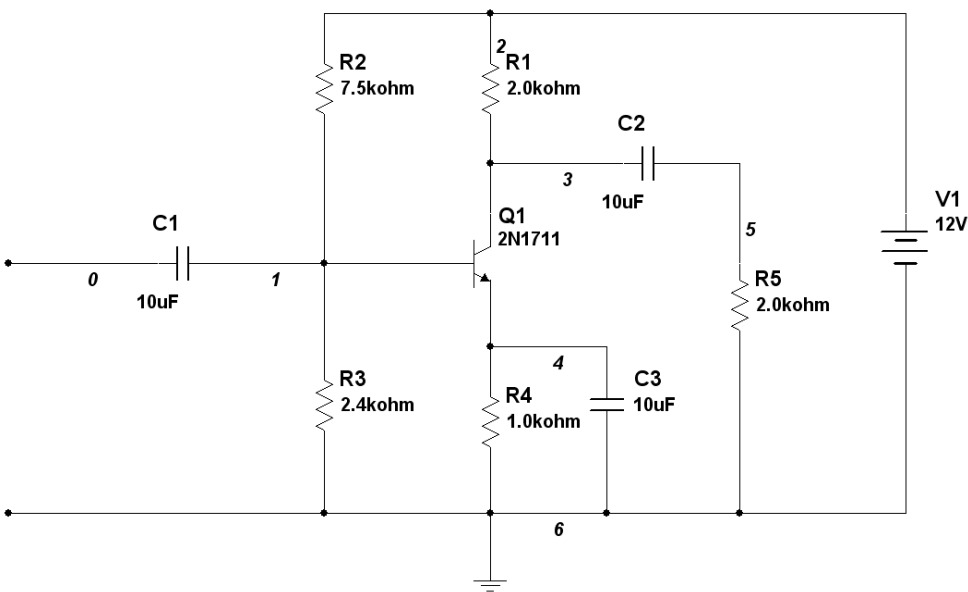 2
R2
7.5kohm
R1
2.0kohm
C2
3
10uF
V1
12V
C1
Q1
2N1711
5
0
1
10uF
R5
2.0kohm
R3
2.4kohm
4
R4
1.0kohm
C3
10uF
6